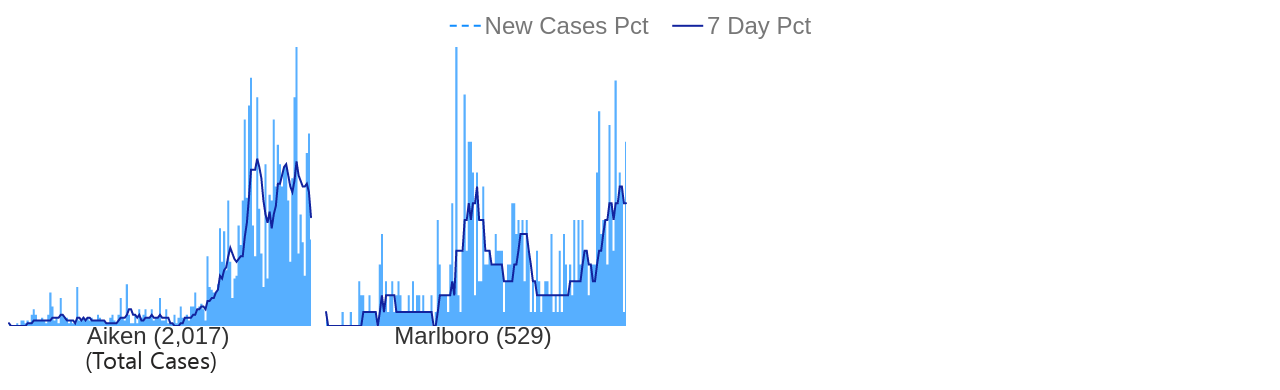 New Cases Pct 7 Day Pct
Aiken (2,017) Marlboro (529)
(Total Cases)